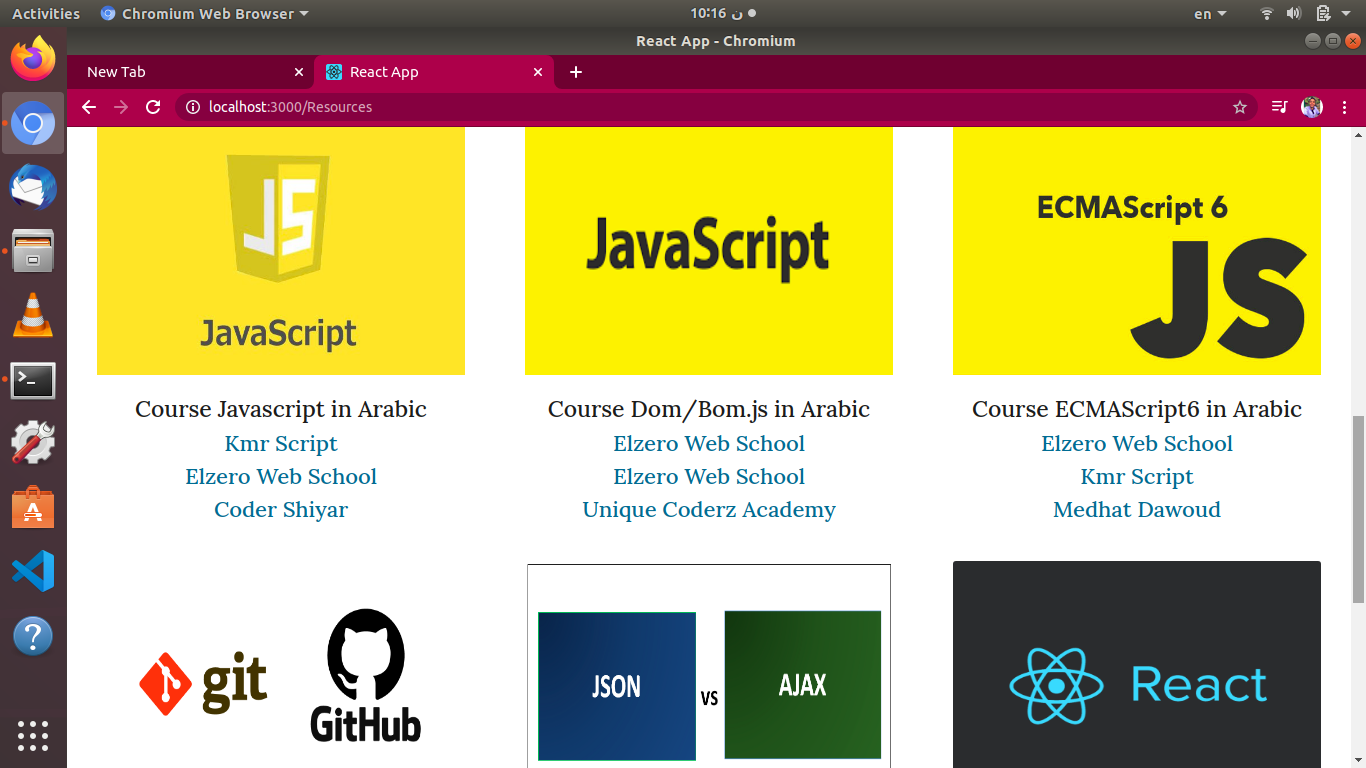 Activities
Chromium Web Browser
10:16 ن
en
React App - Chromium
New Tab
React App
localhost:3000/Resources
JS
JavaScript
JavaScript
ECMAScript 6
JS
Course Javascript in Arabic
Kmr Script
Elzero Web School
Coder Shiyar
Course Dom/Bom.js in Arabic
Elzero Web School
Elzero Web School
Unique Coderz Academy
Course ECMAScript6 in Arabic
Elzero Web School
Kmr Script
Medhat Dawoud
git
GitHub
JSON
VS
AJAX
React